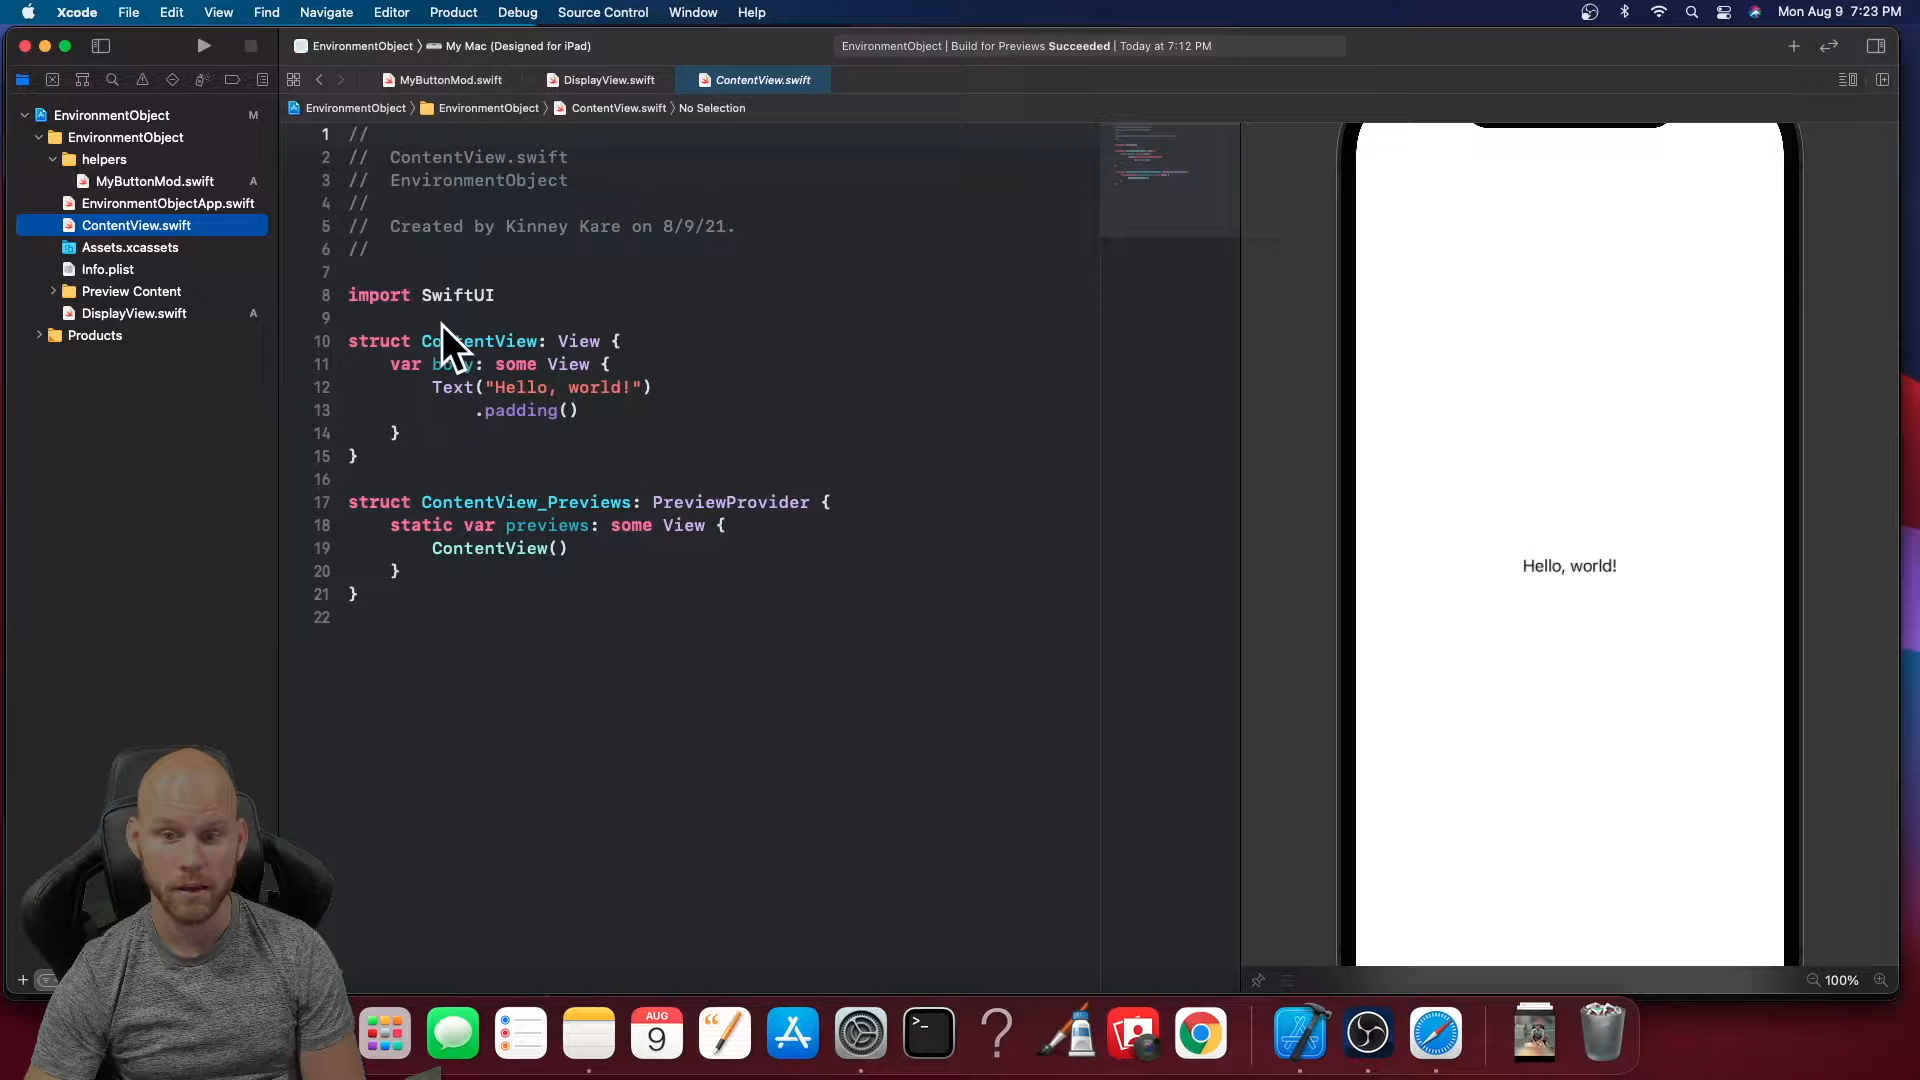 Xcode File Edit View Find Navigate Editor Product Debug Source Control Window Help
Mon Aug 9 7:23 PM
EnvironmentObject 〉 My Mac (Designed for iPad)
EnvironmentObject | Build for Previews Succeeded | Today at 7:12 PM
MyButtonMod.swift
DisplayView.swift
ContentView.swift
EnvironmentObject 〉 EnvironmentObject 〉 ContentView.swift 〉 No Selection
EnvironmentObject M
EnvironmentObject
helpers
MyButtonMod.swift A
EnvironmentObjectApp.swift
ContentView.swift
Assets.xcassets
Info.plist
Preview Content
DisplayView.swift A
Products
1 //
2 //  ContentView.swift
3 //  EnvironmentObject
4 //
5 //  Created by Kinney Kare on 8/9/21.
6 //
7
8 import SwiftUI
9
10 struct ContentView: View {
11     var body: some View {
12         Text("Hello, world!")
13             .padding()
14     }
15 }
16
17 struct ContentView_Previews: PreviewProvider {
18     static var previews: some View {
19         ContentView()
20     }
21 }
22
Hello, world!
100%
AUG
9